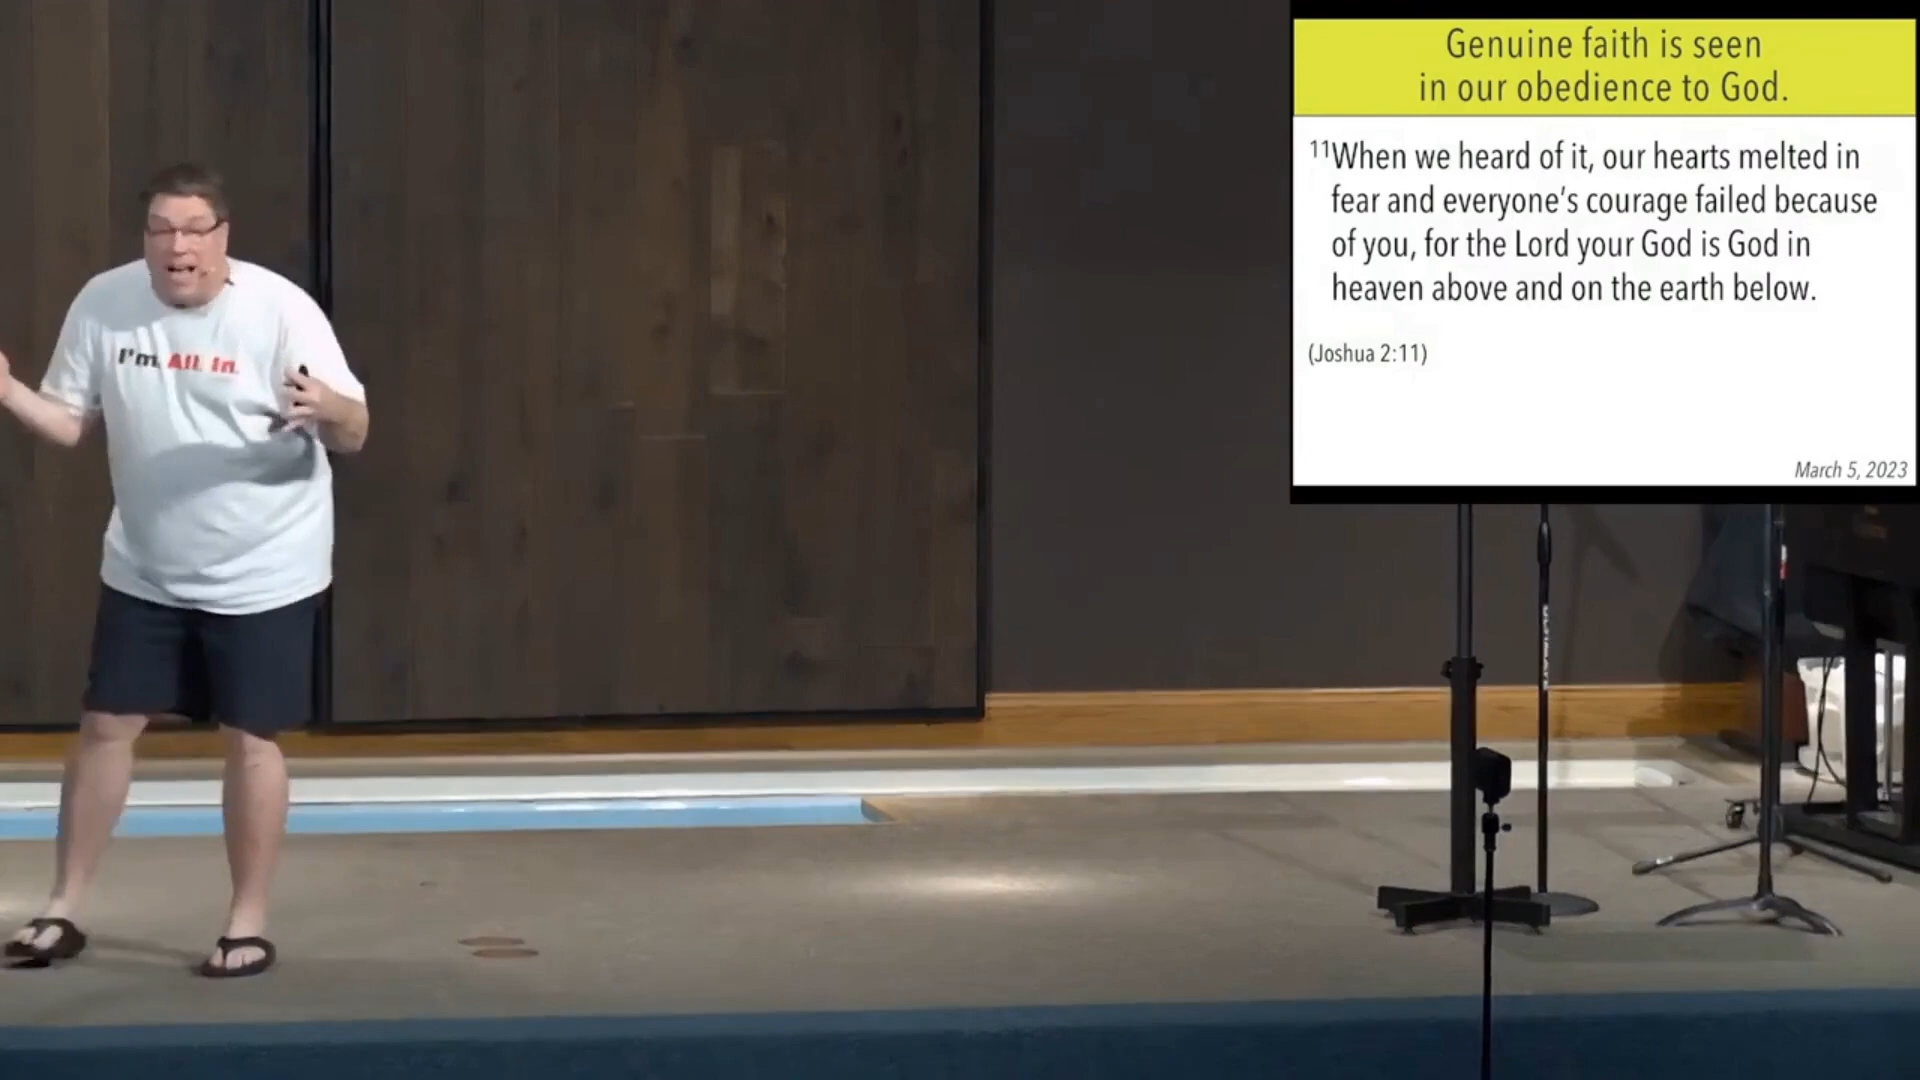 Genuine faith is seen
in our obedience to God.
¹¹When we heard of it, our hearts melted in
fear and everyone's courage failed because
of you, for the Lord your God is God in
heaven above and on the earth below.
(Joshua 2:11)
March 5, 2023
I'm All In.